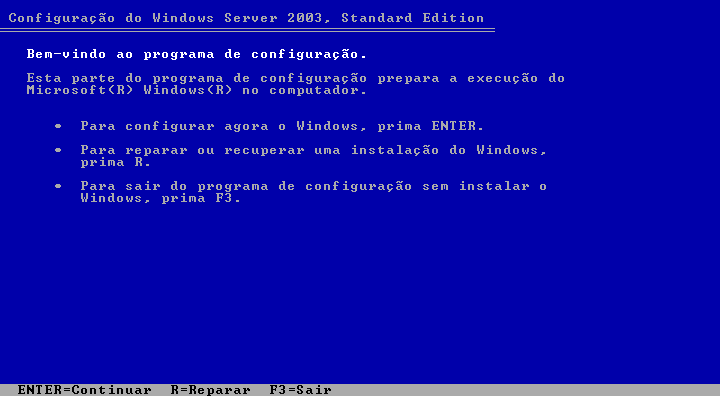 Configuração do Windows Server 2003, Standard Edition
Bem-vindo ao programa de configuração.
Esta parte do programa de configuração prepara a execução do
Microsoft(R) Windows(R) no computador.
• Para configurar agora o Windows, prima ENTER.
• Para reparar ou recuperar uma instalação do Windows,
prima R.
• Para sair do programa de configuração sem instalar o
Windows, prima F3.
ENTER=Continuar R=Reparar F3=Sair